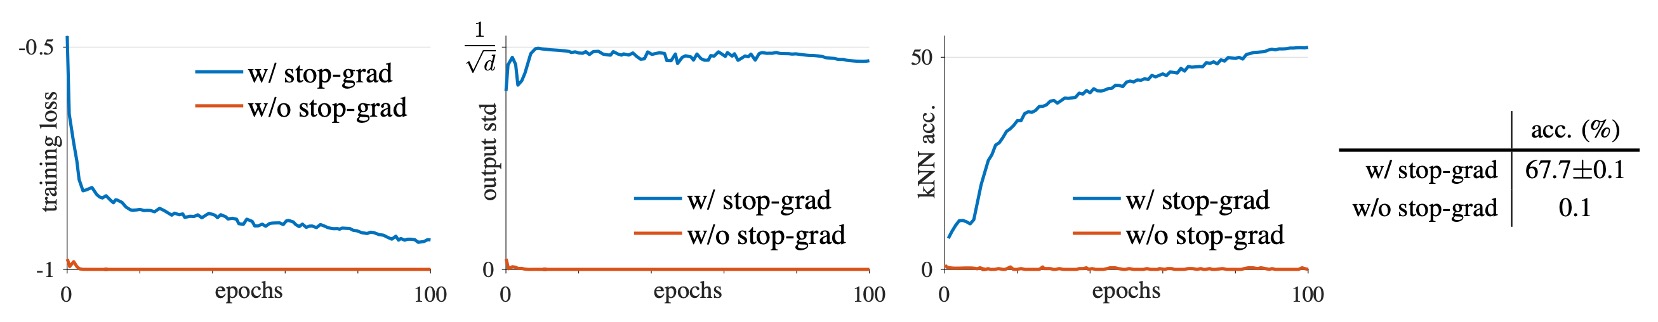 -0.5
training loss
-1
w/ stop-grad
w/o stop-grad
0
epochs
100
1
√d
output std
0
w/ stop-grad
w/o stop-grad
0
epochs
100
50
kNN acc.
0
w/ stop-grad
w/o stop-grad
0
epochs
100
acc. (%)
w/ stop-grad 67.7±0.1
w/o stop-grad 0.1